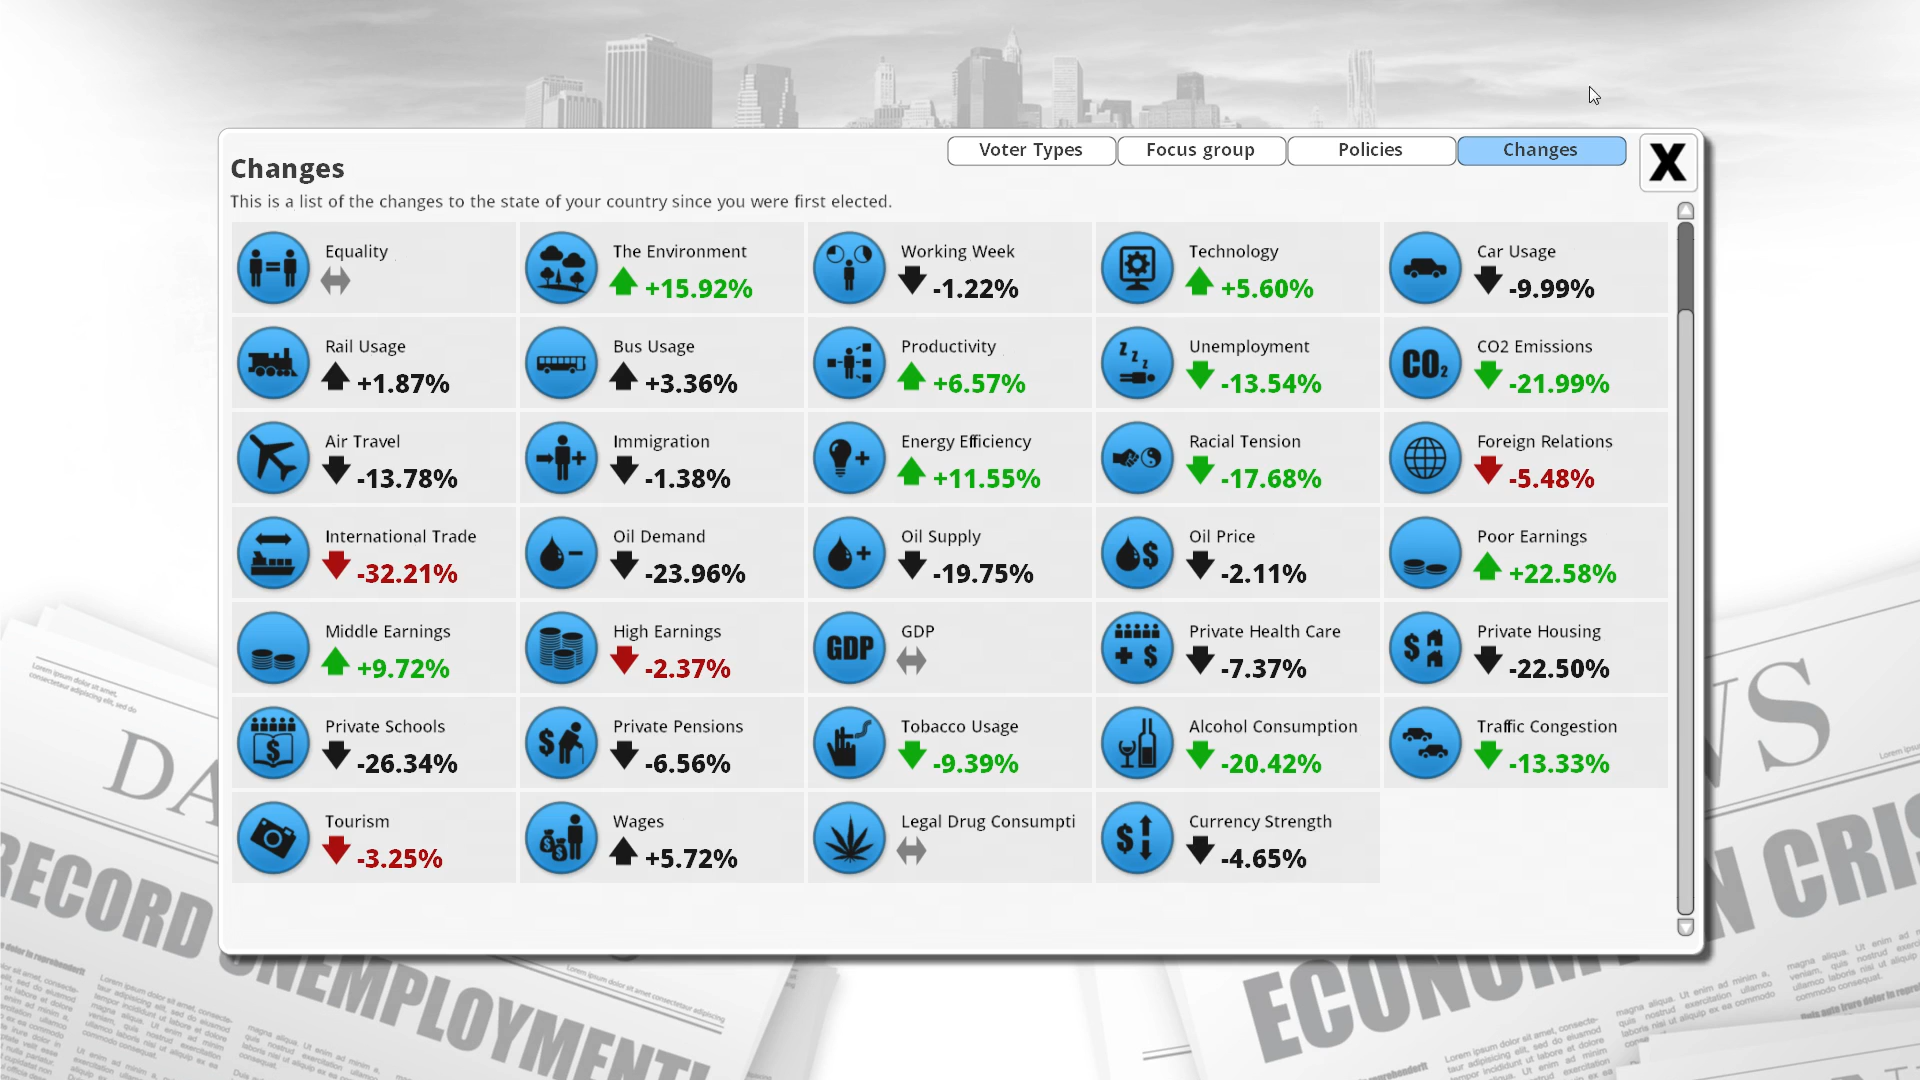 Voter Types
Focus group
Policies
Changes
X
Changes
This is a list of the changes to the state of your country since you were first elected.
Equality
The Environment
+15.92%
Working Week
-1.22%
Technology
+5.60%
Car Usage
-9.99%
Rail Usage
+1.87%
Bus Usage
+3.36%
Productivity
+6.57%
Unemployment
-13.54%
CO2
CO2 Emissions
-21.99%
Air Travel
-13.78%
Immigration
-1.38%
Energy Efficiency
+11.55%
Racial Tension
-17.68%
Foreign Relations
-5.48%
International Trade
-32.21%
Oil Demand
-23.96%
Oil Supply
-19.75%
Oil Price
-2.11%
Poor Earnings
+22.58%
Middle Earnings
+9.72%
High Earnings
-2.37%
GDP
GDP
Private Health Care
-7.37%
Private Housing
-22.50%
Private Schools
-26.34%
Private Pensions
-6.56%
Tobacco Usage
-9.39%
Alcohol Consumption
-20.42%
Traffic Congestion
-13.33%
Tourism
-3.25%
Wages
+5.72%
Legal Drug Consumpti
Currency Strength
-4.65%
RECORD
UNEMPLOYMENT!